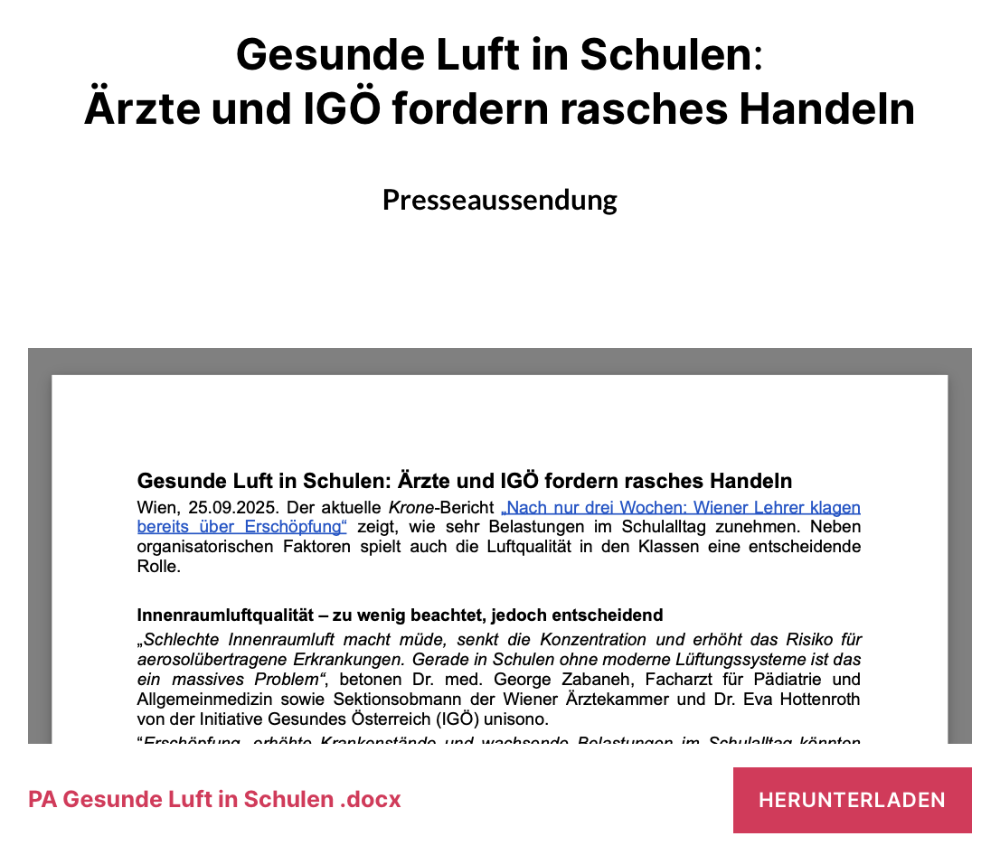 Gesunde Luft in Schulen:
Ärzte und IGÖ fordern rasches Handeln
Presseaussendung
Gesunde Luft in Schulen: Ärzte und IGÖ fordern rasches Handeln
Wien, 25.09.2025. Der aktuelle Krone-Bericht „Nach nur drei Wochen: Wiener Lehrer klagen
bereits über Erschöpfung“ zeigt, wie sehr Belastungen im Schulalltag zunehmen. Neben
organisatorischen Faktoren spielt auch die Luftqualität in den Klassen eine entscheidende
Rolle.
Innenraumluftqualität – zu wenig beachtet, jedoch entscheidend
„Schlechte Innenraumluft macht müde, senkt die Konzentration und erhöht das Risiko für
aerosolübertragene Erkrankungen. Gerade in Schulen ohne moderne Lüftungssysteme ist das
ein massives Problem“, betonen Dr. med. George Zabaneh, Facharzt für Pädiatrie und
Allgemeinmedizin sowie Sektionsobmann der Wiener Ärztekammer und Dr. Eva Hottenroth
von der Initiative Gesundes Österreich (IGÖ) unisono.
“Erschöpfung, erhöhte Krankenstände und wachsende Belastungen im Schulalltag könnten
PA Gesunde Luft in Schulen .docx
HERUNTERLADEN